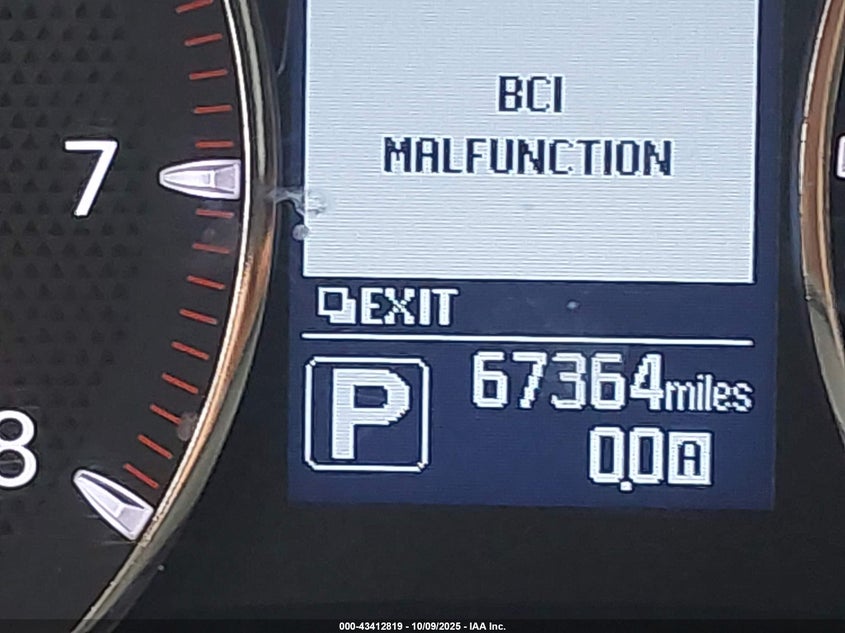 7
8
BCI
MALFUNCTION
EXIT
P
67364miles
0.0A
000-43412819 - 10/09/2025 - IAA Inc.